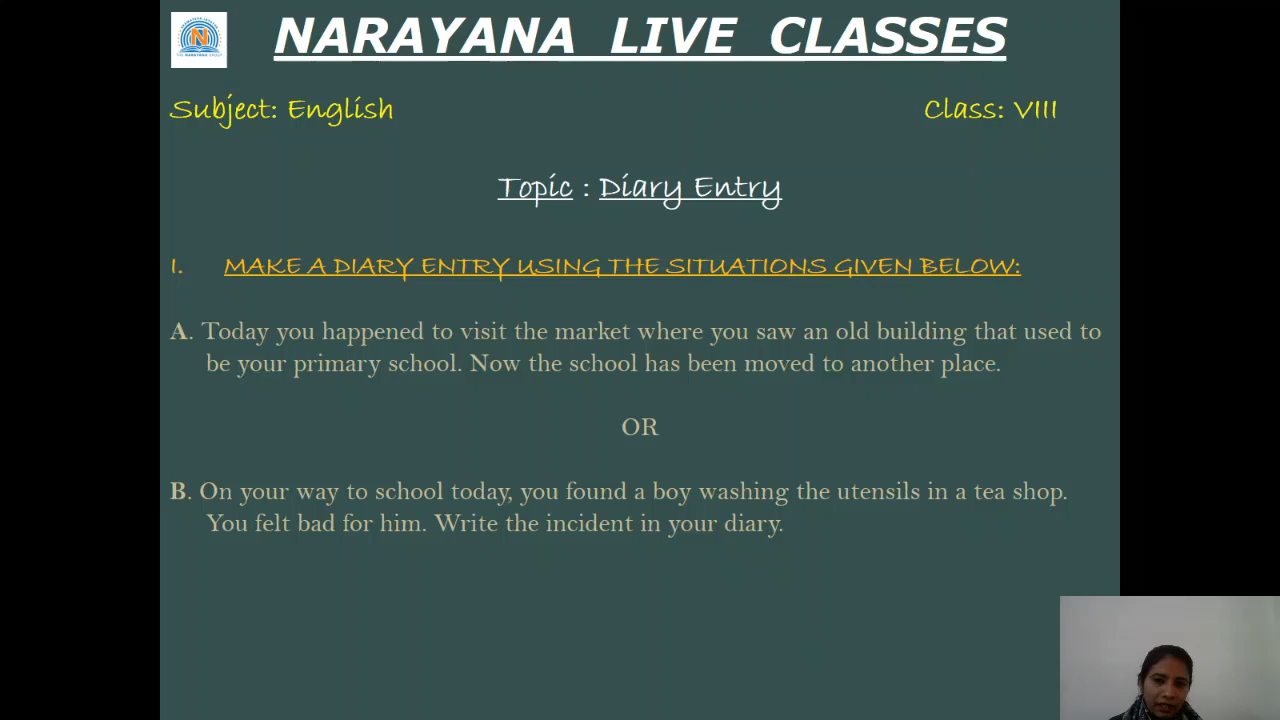 NARAYANA LIVE CLASSES
Subject: English
Class: VIII
Topic : Diary Entry
I. MAKE A DIARY ENTRY USING THE SITUATIONS GIVEN BELOW:
A. Today you happened to visit the market where you saw an old building that used to
be your primary school. Now the school has been moved to another place.
OR
B. On your way to school today, you found a boy washing the utensils in a tea shop.
You felt bad for him. Write the incident in your diary.
N